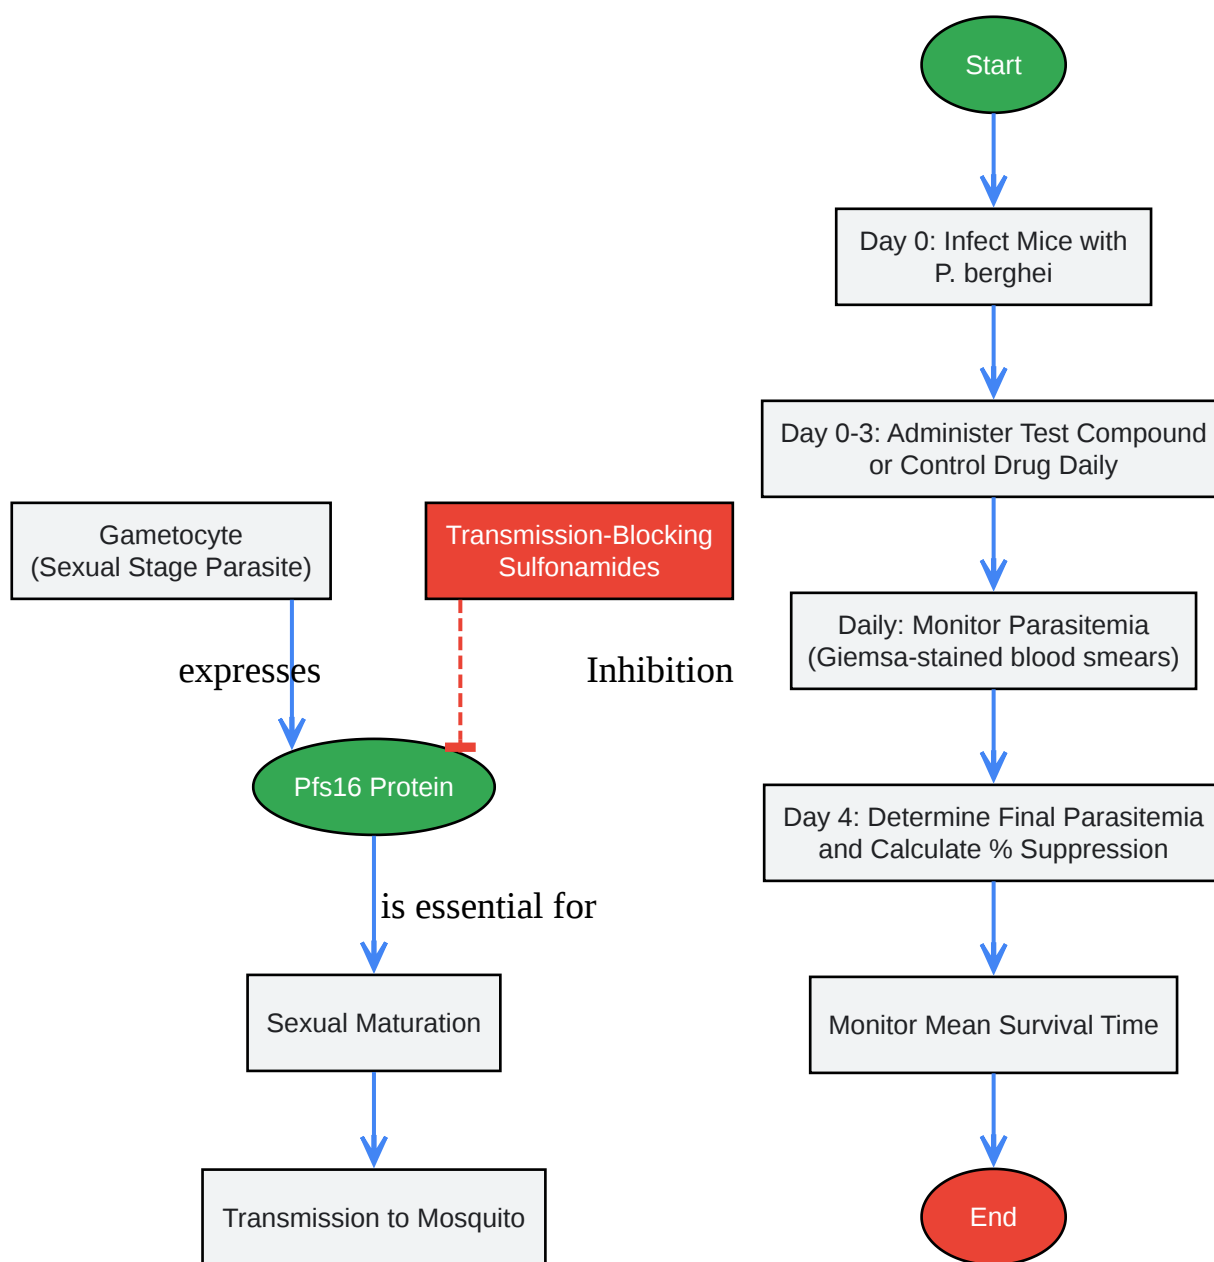 Start
Day 0: Infect Mice with
P. berghei
Day 0-3: Administer Test Compound
or Control Drug Daily
Daily: Monitor Parasitemia
(Giemsa-stained blood smears)
Day 4: Determine Final Parasitemia
and Calculate % Suppression
Monitor Mean Survival Time
End
Gametocyte
(Sexual Stage Parasite)
Transmission-Blocking
Sulfonamides
expresses
Inhibition
Pfs16 Protein
is essential for
Sexual Maturation
Transmission to Mosquito